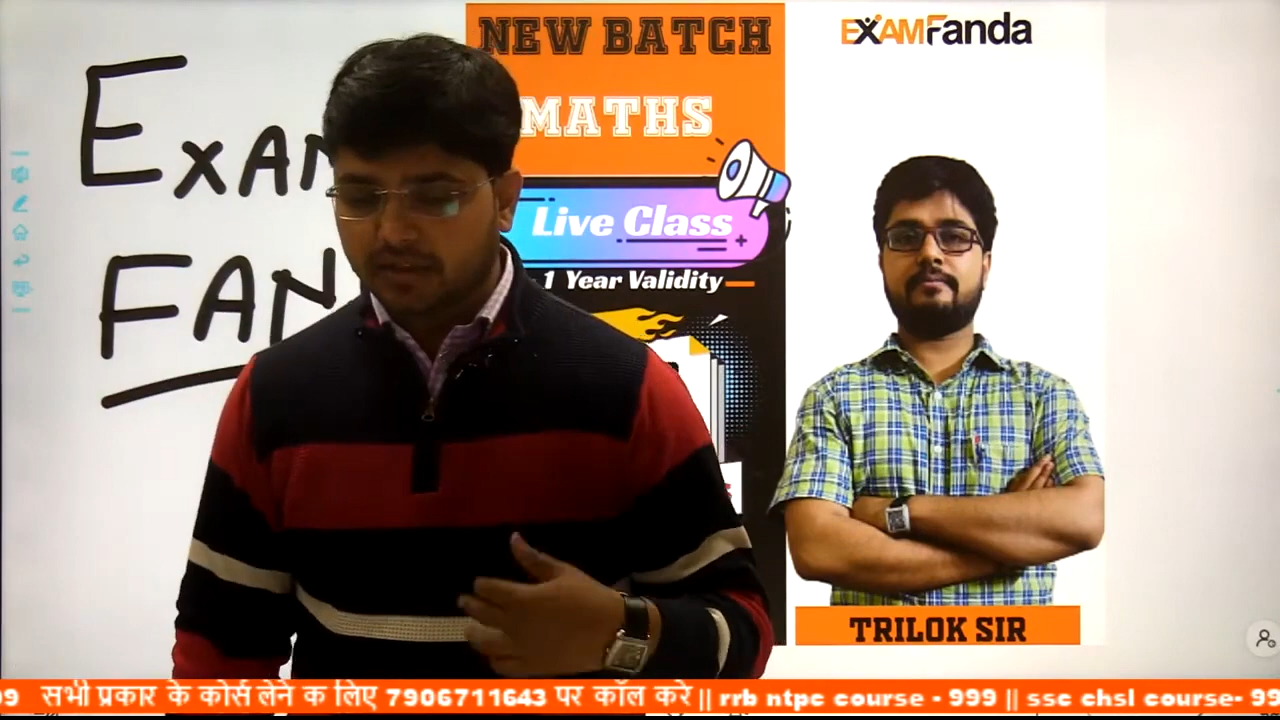 EXAM
FAN
NEW BATCH
MATHS
Live Class
1 Year Validity
EXAMFanda
TRILOK SIR
सभी प्रकार के कोर्स लेने क लिए 7906711643 पर कॉल करे || rrb ntpc course - 999 || ssc chsl course- 99